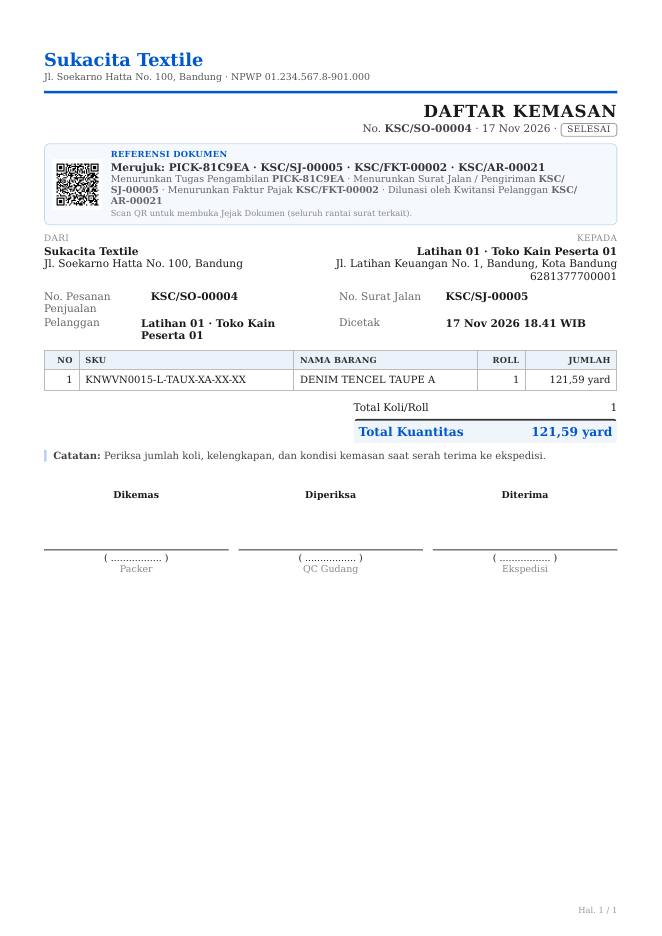 Sukacita Textile
Jl. Soekarno Hatta No. 100, Bandung · NPWP 01.234.567.8-901.000
DAFTAR KEMASAN
No. KSC/SO-00004 · 17 Nov 2026 · SELESAI
REFERENSI DOKUMEN
Merujuk: PICK-81C9EA · KSC/SJ-00005 · KSC/FKT-00002 · KSC/AR-00021
Menurunkan Tugas Pengambilan PICK-81C9EA · Menurunkan Surat Jalan / Pengiriman KSC/
SJ-00005 · Menurunkan Faktur Pajak KSC/FKT-00002 · Dilunasi oleh Kwitansi Pelanggan KSC/
AR-00021
Scan QR untuk membuka Jejak Dokumen (seluruh rantai surat terkait).
DARI
Sukacita Textile
Jl. Soekarno Hatta No. 100, Bandung
KEPADA
Latihan 01 · Toko Kain Peserta 01
Jl. Latihan Keuangan No. 1, Bandung, Kota Bandung
6281377700001
No. Pesanan Penjualan KSC/SO-00004
No. Surat Jalan KSC/SJ-00005
Pelanggan Latihan 01 · Toko Kain Peserta 01
Dicetak 17 Nov 2026 18.41 WIB
NO SKU NAMA BARANG ROLL JUMLAH
1 KNWVN0015-L-TAUX-XA-XX-XX DENIM TENCEL TAUPE A 1 121,59 yard
Total Koli/Roll 1
Total Kuantitas 121,59 yard
Catatan: Periksa jumlah koli, kelengkapan, dan kondisi kemasan saat serah terima ke ekspedisi.
Dikemas Diperiksa Diterima
( ................ ) ( ................ ) ( ................ )
Packer QC Gudang Ekspedisi
Hal. 1 / 1